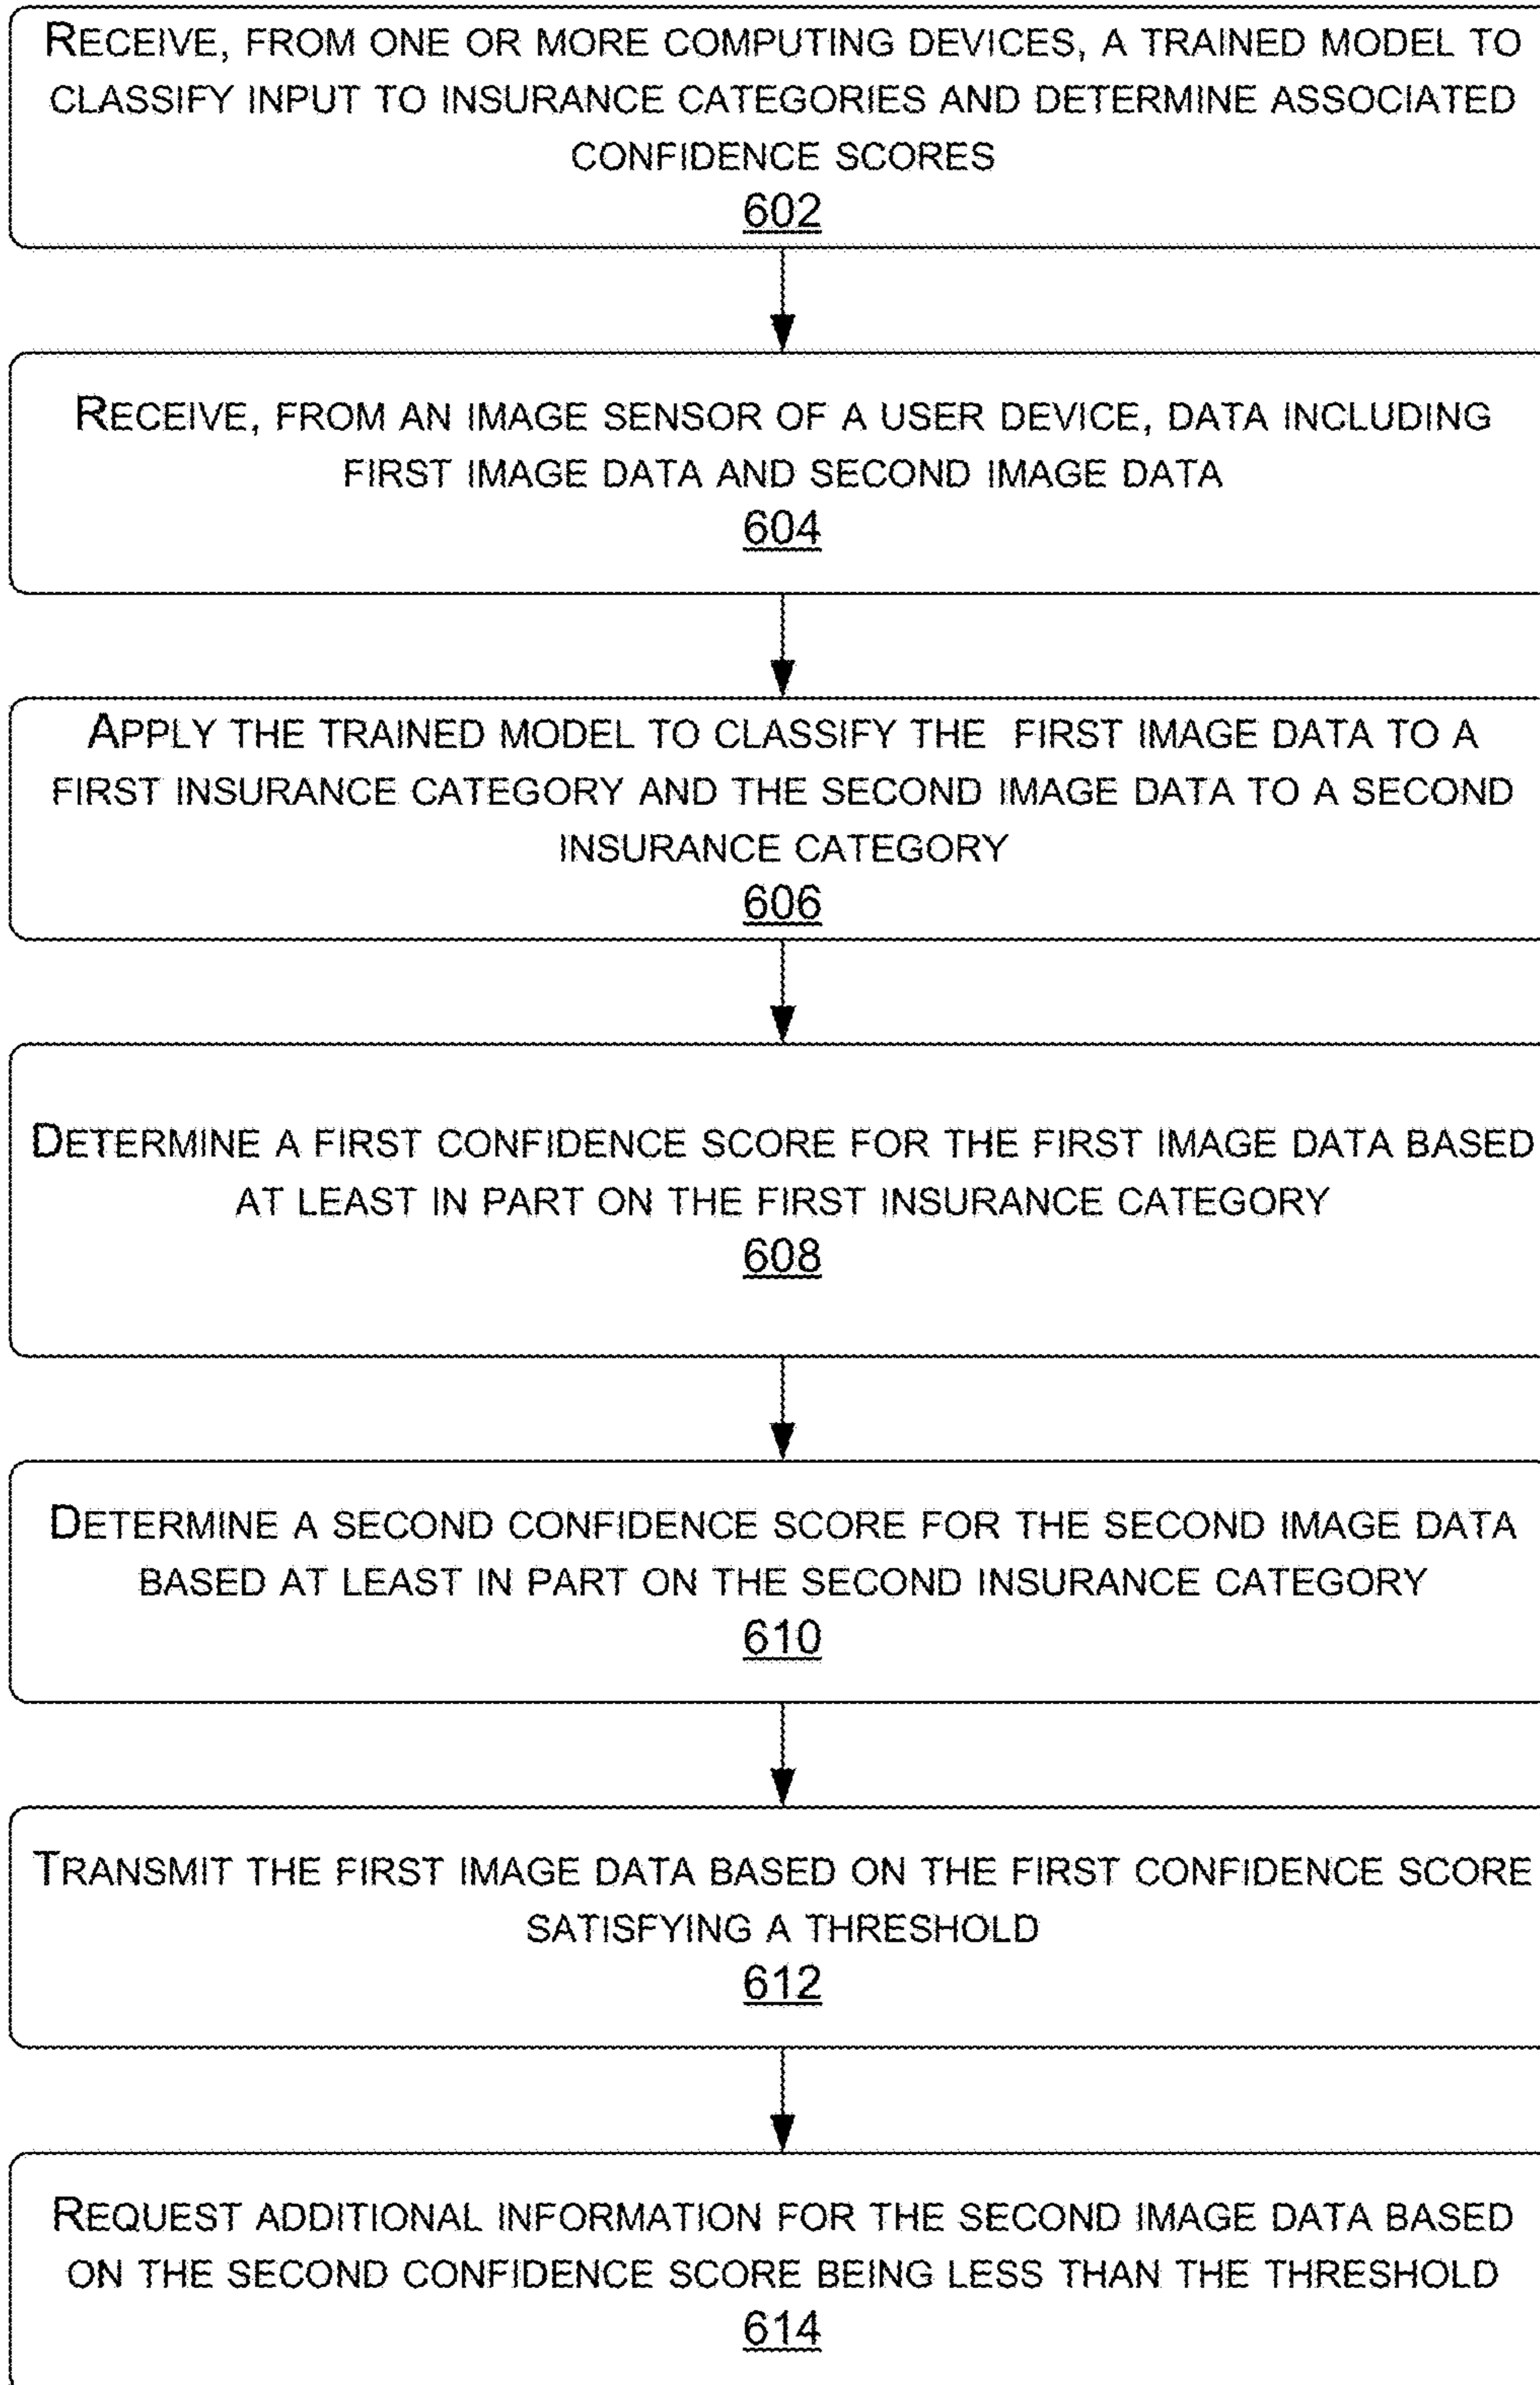 RECEIVE, FROM ONE OR MORE COMPUTING DEVICES, A TRAINED MODEL TO
CLASSIFY INPUT TO INSURANCE CATEGORIES AND DETERMINE ASSOCIATED
CONFIDENCE SCORES
602
RECEIVE, FROM AN IMAGE SENSOR OF A USER DEVICE, DATA INCLUDING
FIRST IMAGE DATA AND SECOND IMAGE DATA
604
APPLY THE TRAINED MODEL TO CLASSIFY THE FIRST IMAGE DATA TO A
FIRST INSURANCE CATEGORY AND THE SECOND IMAGE DATA TO A SECOND
INSURANCE CATEGORY
606
DETERMINE A FIRST CONFIDENCE SCORE FOR THE FIRST IMAGE DATA BASED
AT LEAST IN PART ON THE FIRST INSURANCE CATEGORY
608
DETERMINE A SECOND CONFIDENCE SCORE FOR THE SECOND IMAGE DATA
BASED AT LEAST IN PART ON THE SECOND INSURANCE CATEGORY
610
TRANSMIT THE FIRST IMAGE DATA BASED ON THE FIRST CONFIDENCE SCORE
SATISFYING A THRESHOLD
612
REQUEST ADDITIONAL INFORMATION FOR THE SECOND IMAGE DATA BASED
ON THE SECOND CONFIDENCE SCORE BEING LESS THAN THE THRESHOLD
614